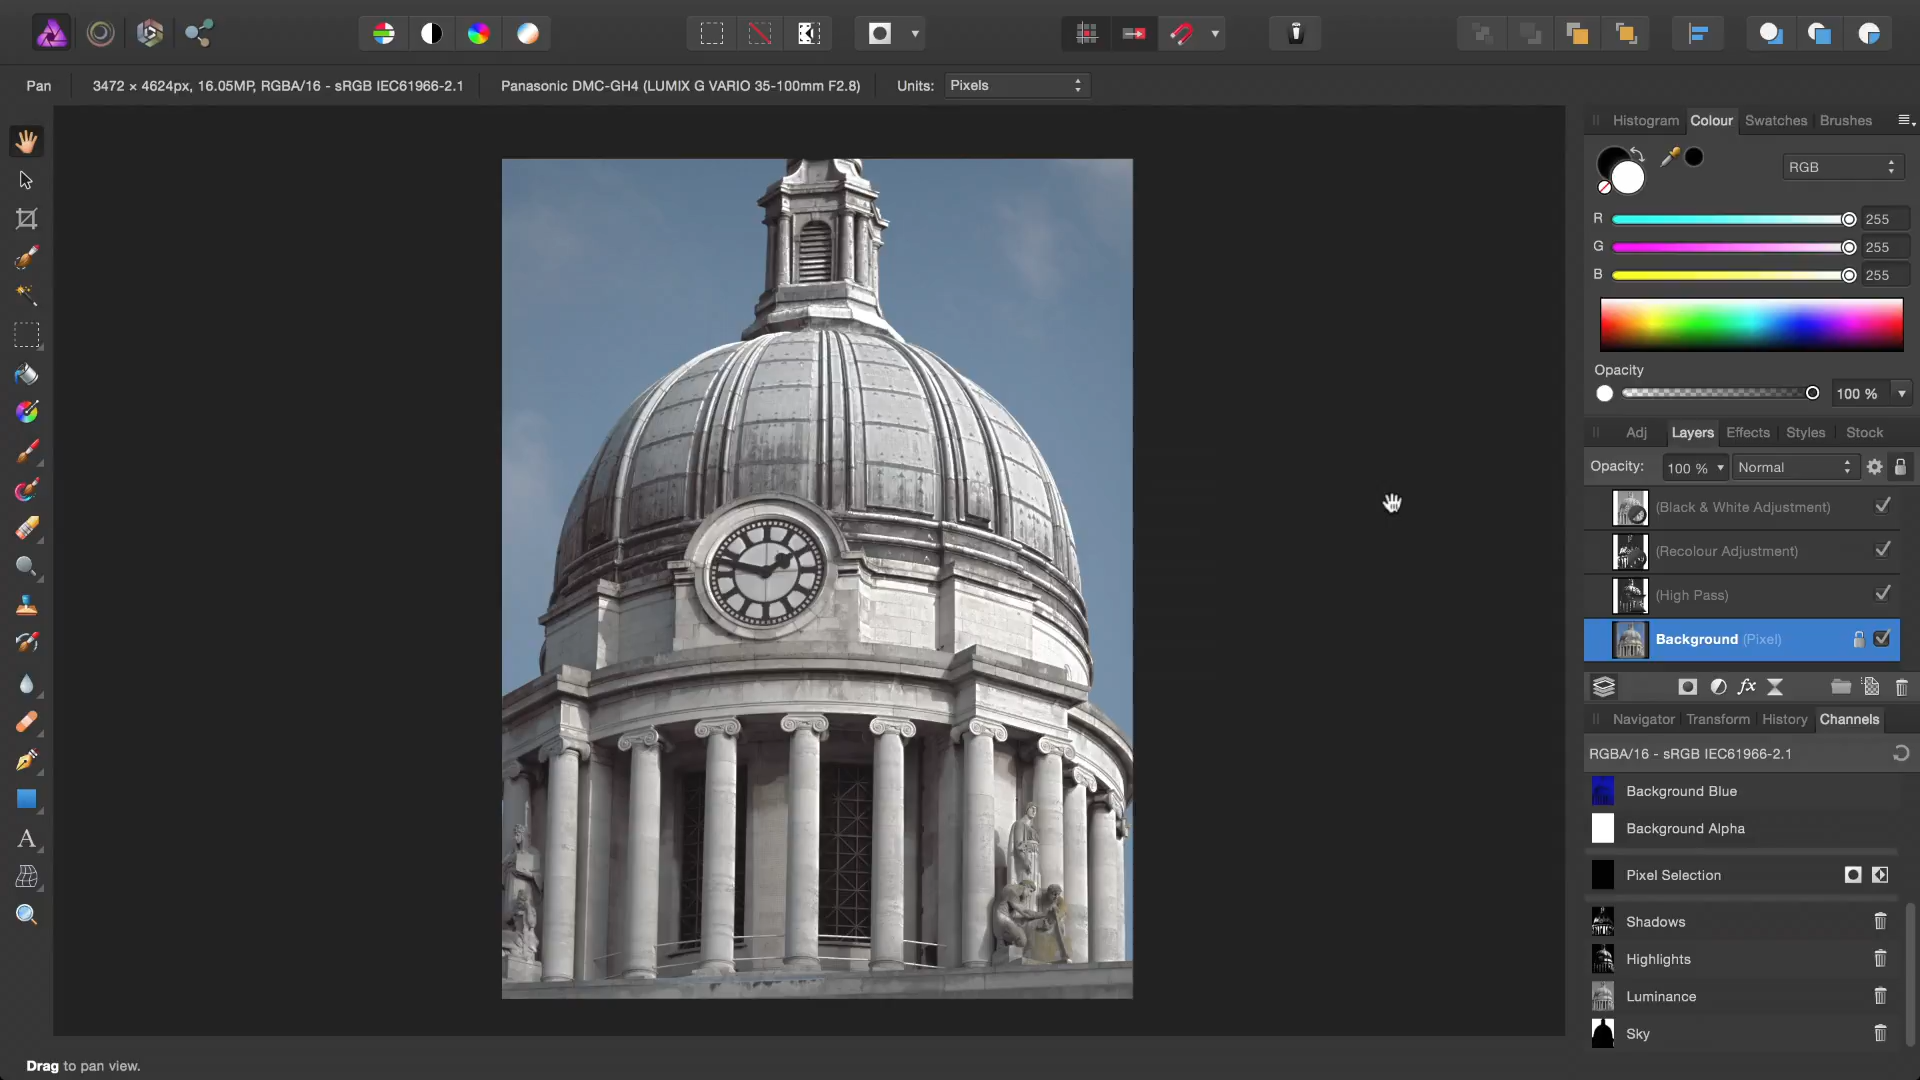 Pan
3472 × 4624px, 16.05MP, RGBA/16 - sRGB IEC61966-2.1
Panasonic DMC-GH4 (LUMIX G VARIO 35-100mm F2.8)
Units:
Pixels
Histogram
Colour
Swatches
Brushes
RGB
R
255
G
255
B
255
Opacity
100 %
Adj
Layers
Effects
Styles
Stock
Opacity:
100 %
Normal
(Black & White Adjustment)
(Recolour Adjustment)
(High Pass)
Background (Pixel)
fx
Navigator
Transform
History
Channels
RGBA/16 - sRGB IEC61966-2.1
Background Blue
Background Alpha
Pixel Selection
Shadows
Highlights
Luminance
Sky
A
Drag to pan view.